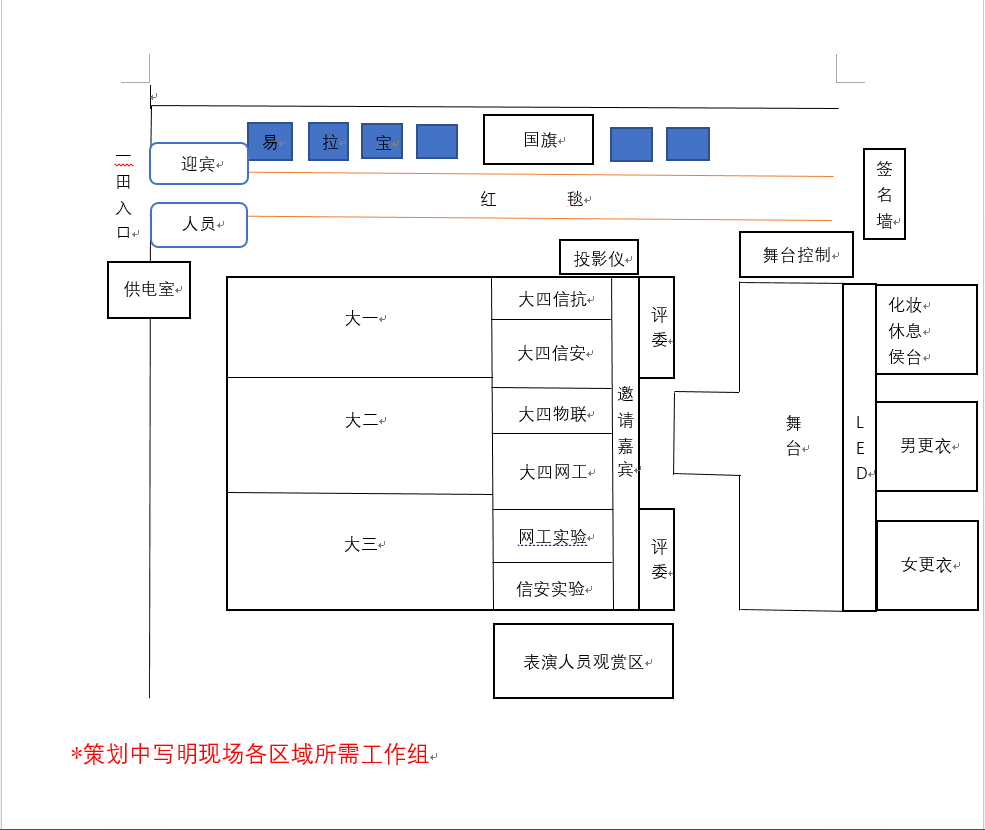 一田入口
迎宾
人员
易
拉
宝
国旗
红 毯
签名墙
供电室
投影仪
舞台控制
大一
大二
大三
大四信抗
大四信安
大四物联
大四网工
网工实验
信安实验
邀请嘉宾
评委
评委
舞台
LED
化妆
休息
侯台
男更衣
女更衣
表演人员观赏区
*策划中写明现场各区域所需工作组